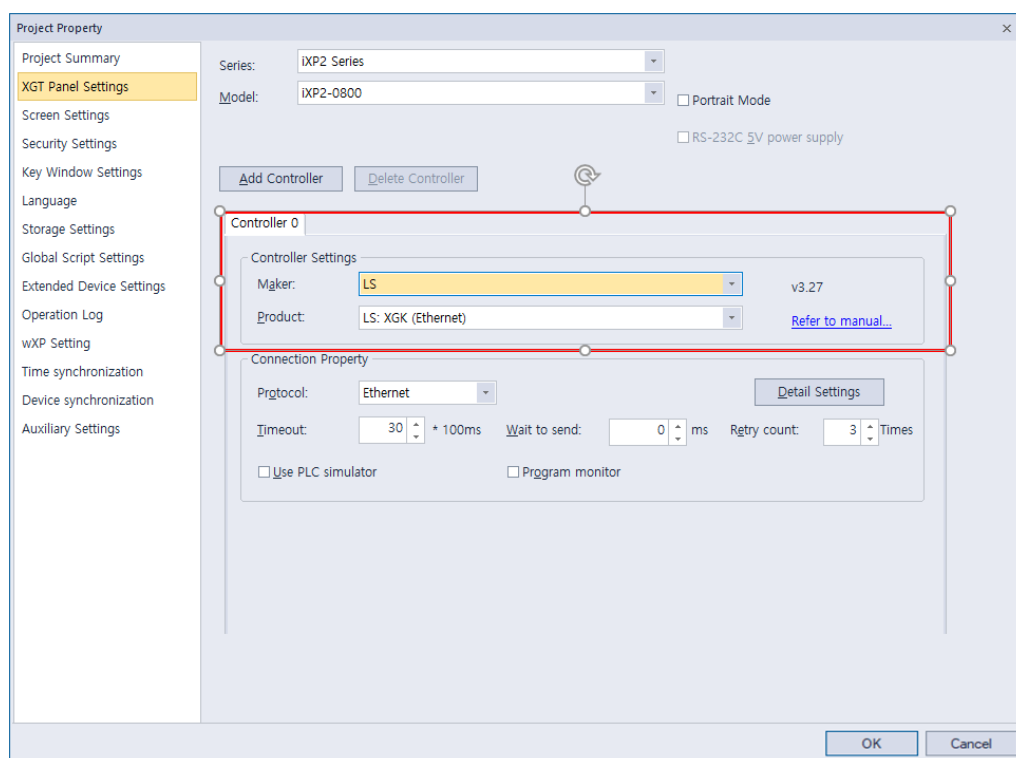 Project Property
Project Summary
XGT Panel Settings
Screen Settings
Security Settings
Key Window Settings
Language
Storage Settings
Global Script Settings
Extended Device Settings
Operation Log
wXP Setting
Time synchronization
Device synchronization
Auxiliary Settings
Series: iXP2 Series
Model: iXP2-0800
Portrait Mode
RS-232C 5V power supply
Add Controller Delete Controller
Controller 0
Controller Settings
Maker: LS v3.27
Product: LS: XGK (Ethernet) Refer to manual...
Connection Property
Protocol: Ethernet Detail Settings
Timeout: 30 * 100ms Wait to send: 0 ms Retry count: 3 Times
Use PLC simulator Program monitor
OK Cancel